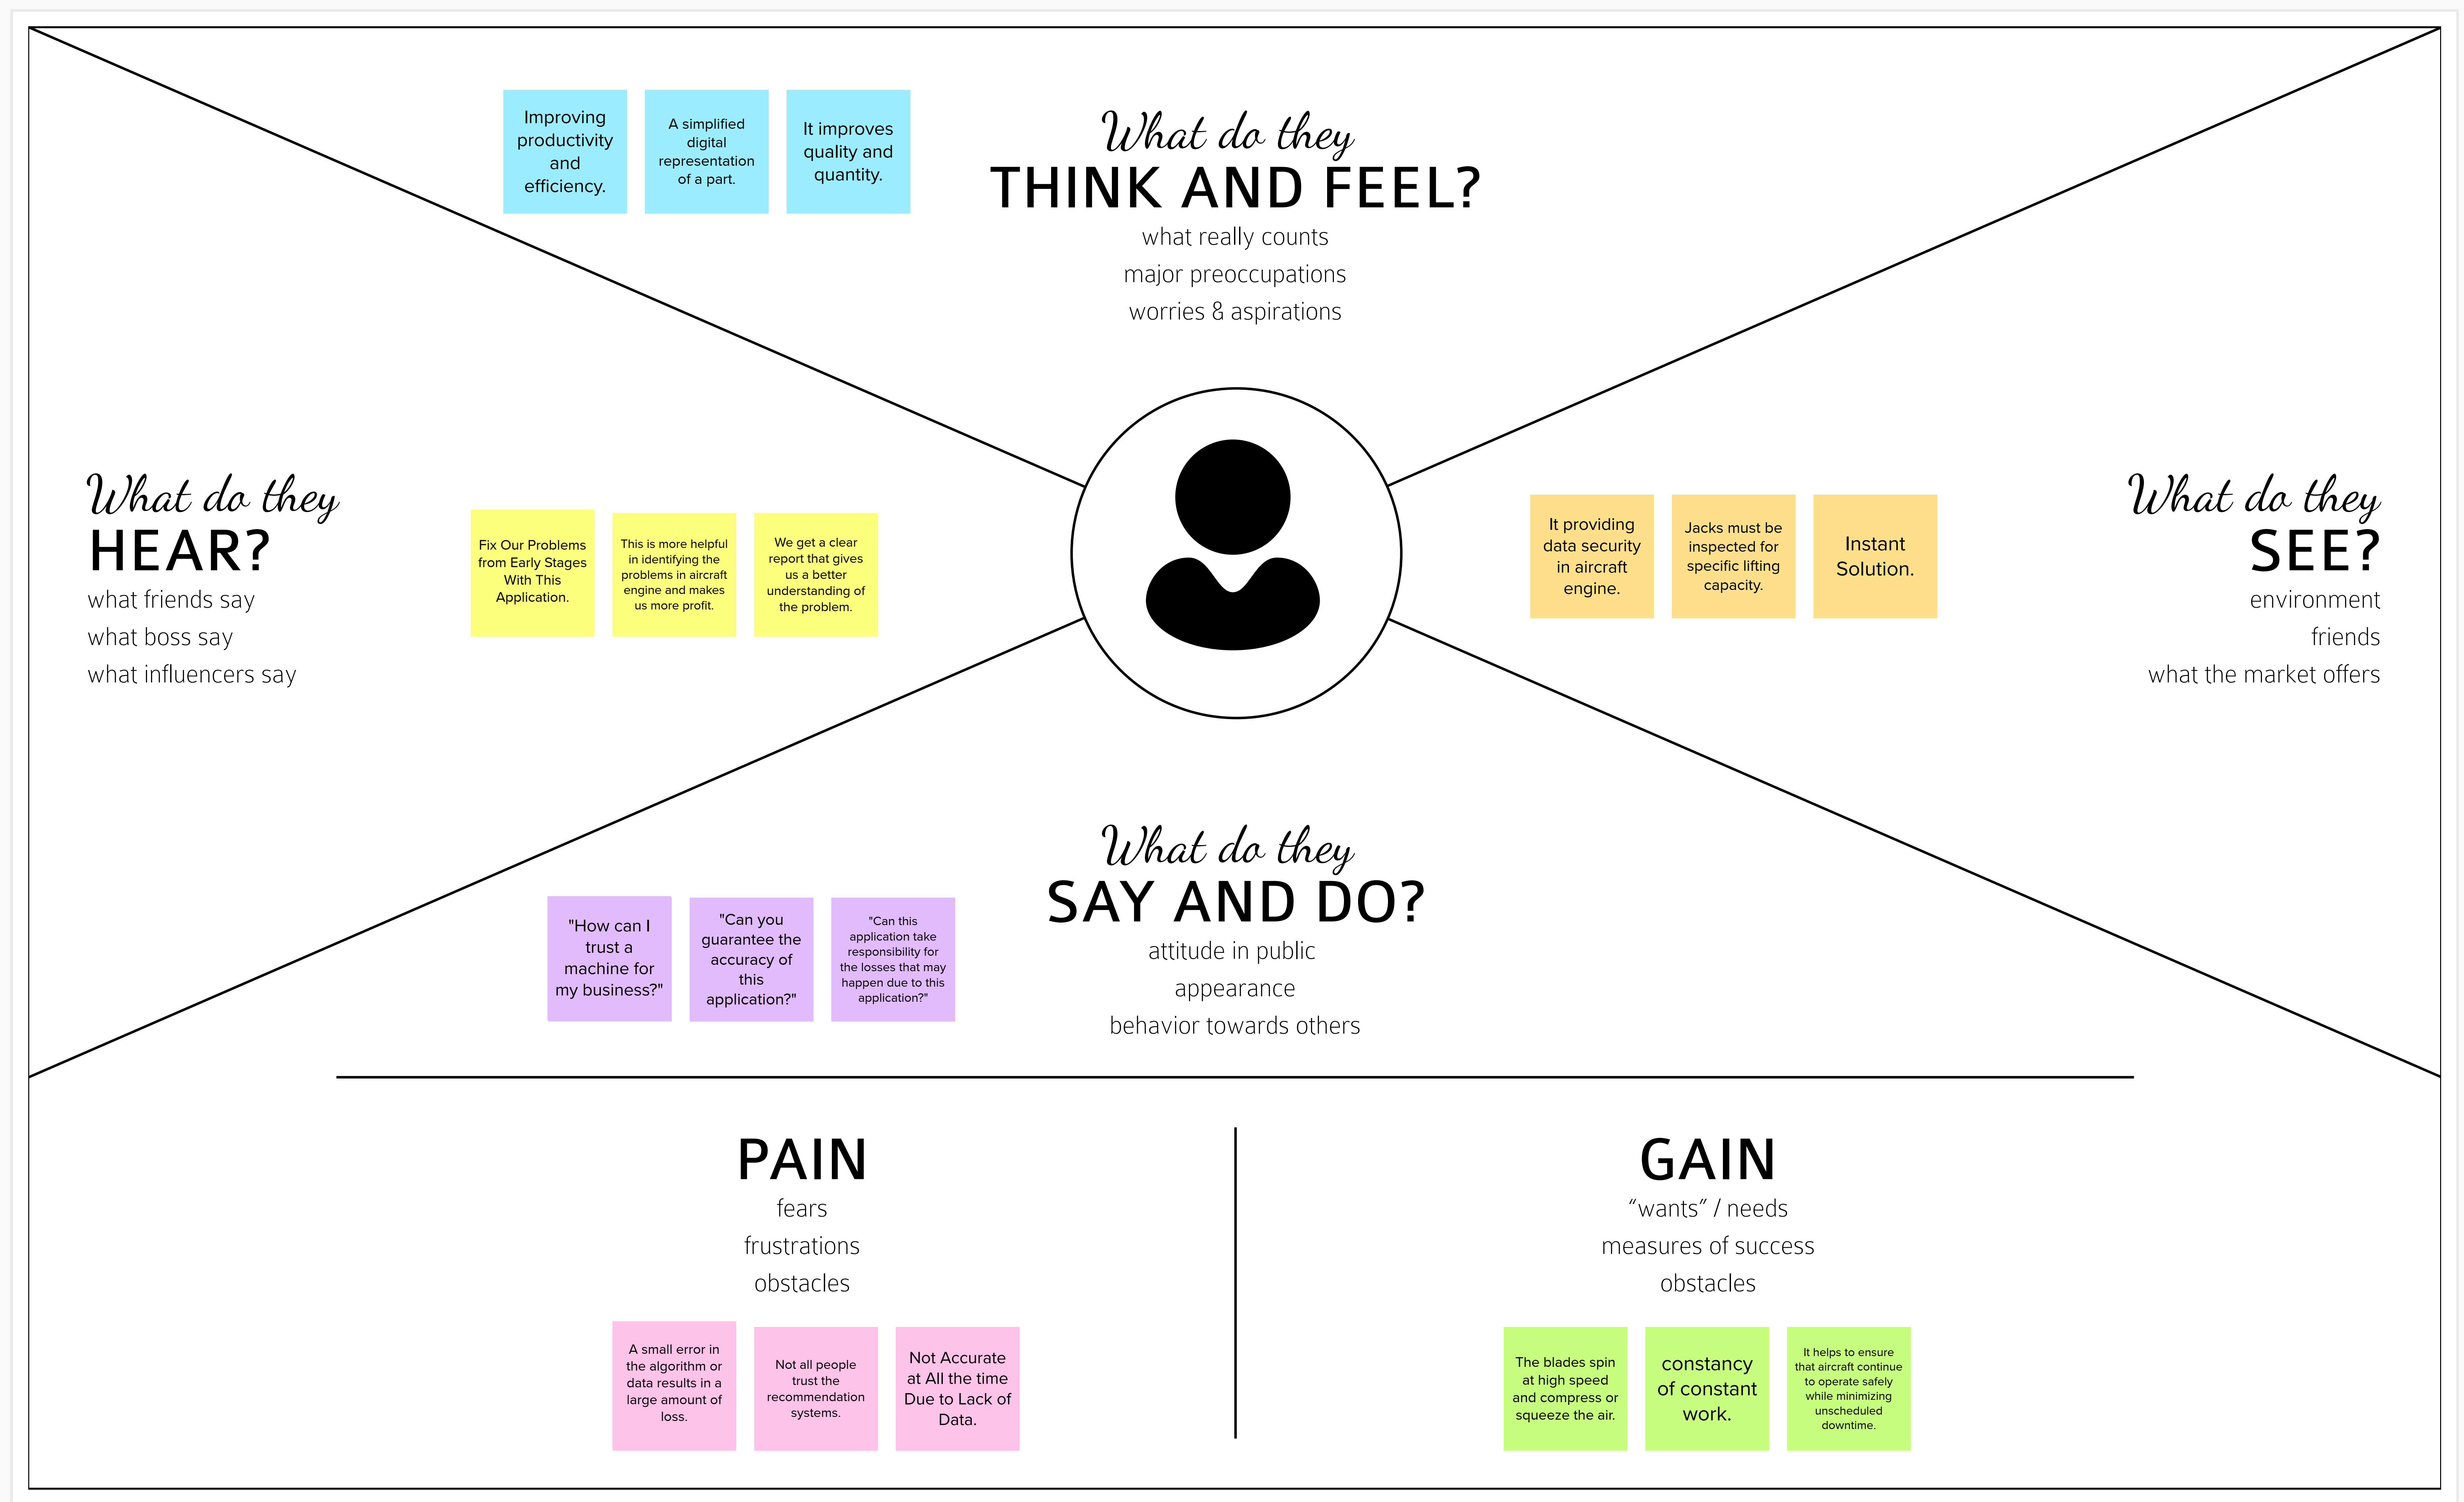 What do they
THINK AND FEEL?
what really counts
major preoccupations
worries & aspirations
Improving
productivity
and
efficiency.
A simplified
digital
representation
of a part.
It improves
quality and
quantity.
What do they
HEAR?
what friends say
what boss say
what influencers say
Fix Our Problems
from Early Stages
With This
Application.
This is more helpful
in identifying the
problems in aircraft
engine and makes
us more profit.
We get a clear
report that gives
us a better
understanding of
the problem.
It providing
data security
in aircraft
engine.
Jacks must be
inspected for
specific lifting
capacity.
Instant
Solution.
What do they
SEE?
environment
friends
what the market offers
What do they
SAY AND DO?
attitude in public
appearance
behavior towards others
"How can I
trust a
machine for
my business?"
"Can you
guarantee the
accuracy of
this
application?"
"Can this
application take
responsibility for
the losses that may
happen due to this
application?"
PAIN
fears
frustrations
obstacles
A small error in
the algorithm or
data results in a
large amount of
loss.
Not all people
trust the
recommendation
systems.
Not Accurate
at All the time
Due to Lack of
Data.
GAIN
“wants” / needs
measures of success
obstacles
The blades spin
at high speed
and compress or
squeeze the air.
constancy
of constant
work.
It helps to ensure
that aircraft continue
to operate safely
while minimizing
unscheduled
downtime.